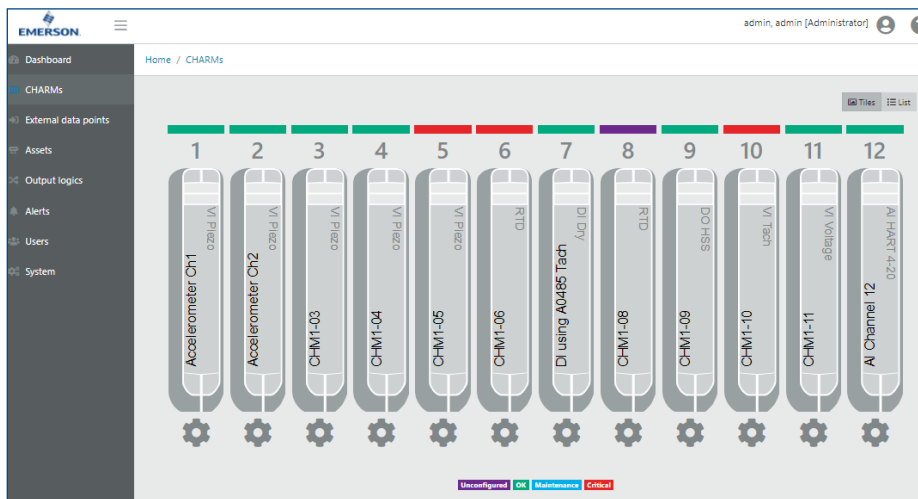 EMERSON.
admin, admin [Administrator]
Dashboard
CHARMs
External data points
Assets
Output logics
Alerts
Users
System
Home / CHARMs
Tiles
List
1
2
3
4
5
6
7
8
9
10
11
12
VI Piezo
Accelerometer Ch1
VI Piezo
Accelerometer Ch2
VI Piezo
CHM1-03
VI Piezo
CHM1-04
VI Piezo
CHM1-05
RTD
CHM1-06
DI Dry
DI using A0485 Tach
RTD
CHM1-08
DO HSS
CHM1-09
VI Tach
CHM1-10
VI Voltage
CHM1-11
AI HART 4-20
AI Channel 12
Unconfigured OK Maintenance Critical